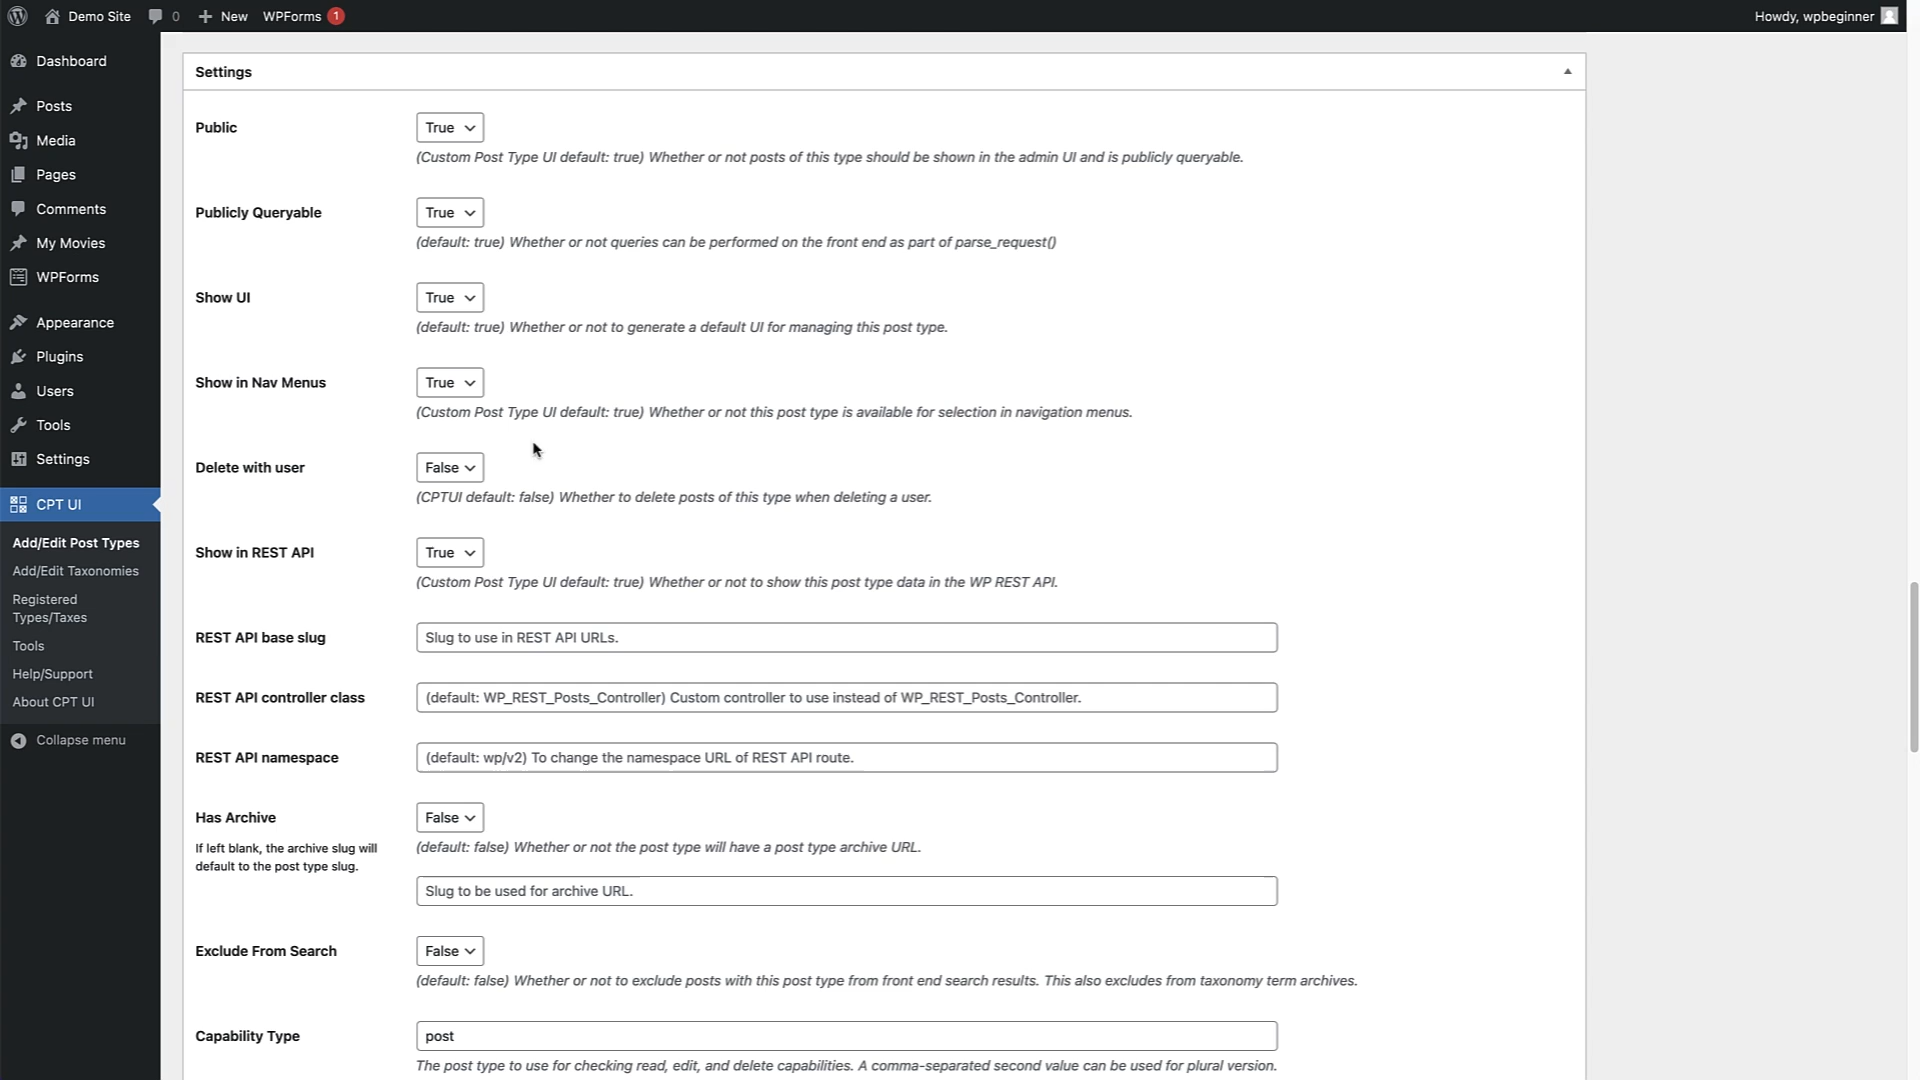 Demo Site 0 New WPForms 1 Howdy, wpbeginner
Dashboard
Posts
Media
Pages
Comments
My Movies
WPForms
Appearance
Plugins
Users
Tools
Settings
CPT UI
Add/Edit Post Types
Add/Edit Taxonomies
Registered
Types/Taxes
Tools
Help/Support
About CPT UI
Collapse menu
Settings
Public True
(Custom Post Type UI default: true) Whether or not posts of this type should be shown in the admin UI and is publicly queryable.
Publicly Queryable True
(default: true) Whether or not queries can be performed on the front end as part of parse_request()
Show UI True
(default: true) Whether or not to generate a default UI for managing this post type.
Show in Nav Menus True
(Custom Post Type UI default: true) Whether or not this post type is available for selection in navigation menus.
Delete with user False
(CPTUI default: false) Whether to delete posts of this type when deleting a user.
Show in REST API True
(Custom Post Type UI default: true) Whether or not to show this post type data in the WP REST API.
REST API base slug Slug to use in REST API URLs.
REST API controller class (default: WP_REST_Posts_Controller) Custom controller to use instead of WP_REST_Posts_Controller.
REST API namespace (default: wp/v2) To change the namespace URL of REST API route.
Has Archive False
If left blank, the archive slug will
default to the post type slug.
(default: false) Whether or not the post type will have a post type archive URL.
Slug to be used for archive URL.
Exclude From Search False
(default: false) Whether or not to exclude posts with this post type from front end search results. This also excludes from taxonomy term archives.
Capability Type post
The post type to use for checking read, edit, and delete capabilities. A comma-separated second value can be used for plural version.